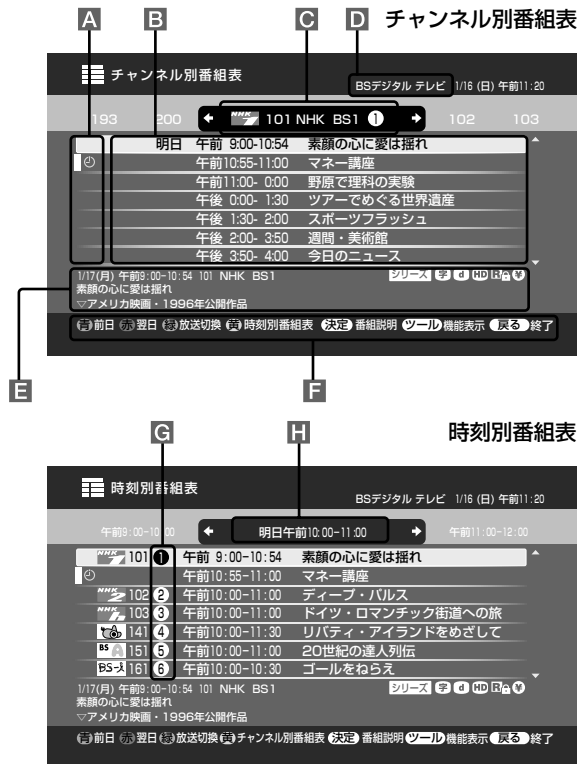 A B C D チャンネル別番組表
チャンネル別番組表
BSデジタル テレビ 1/16 (日) 午前11:20
193 200 NHK 101 NHK BS1 1 102 103
明日 午前 9:00-10:54 素顔の心に愛は揺れ
午前10:55-11:00 マネー講座
午前11:00- 0:00 野原で理科の実験
午後 0:00- 1:30 ツアーでめぐる世界遺産
午後 1:30- 2:00 スポーツフラッシュ
午後 2:00- 3:50 週間・美術館
午後 3:50- 4:00 今日のニュース
1/17(月) 午前9:00-10:54 101 NHK BS1 シリーズ 字 d HD R ¥
素顔の心に愛は揺れ
▽アメリカ映画・1996年公開作品
青 前日 赤 翌日 緑 放送切換 黄 時刻別番組表 決定 番組説明 ツール 機能表示 戻る 終了
E F
G H 時刻別番組表
時刻別番組表
BSデジタル テレビ 1/16 (日) 午前11:20
午前9:00-10:00 明日午前10:00-11:00 午前11:00-12:00
NHK 101 1 午前 9:00-10:54 素顔の心に愛は揺れ
午前10:55-11:00 マネー講座
NHK 2 102 2 午前10:00-11:00 ディープ・パルス
NHK h 103 3 午前10:00-11:00 ドイツ・ロマンチック街道への旅
141 4 午前10:00-11:30 リバティ・アイランドをめざして
BS 151 5 午前10:00-11:00 20世紀の達人列伝
BS-i 161 6 午前10:00-10:30 ゴールをねらえ
1/17(月) 午前9:00-10:54 101 NHK BS1 シリーズ 字 d HD R ¥
素顔の心に愛は揺れ
▽アメリカ映画・1996年公開作品
青 前日 赤 翌日 緑 放送切換 黄 チャンネル別番組表 決定 番組説明 ツール 機能表示 戻る 終了